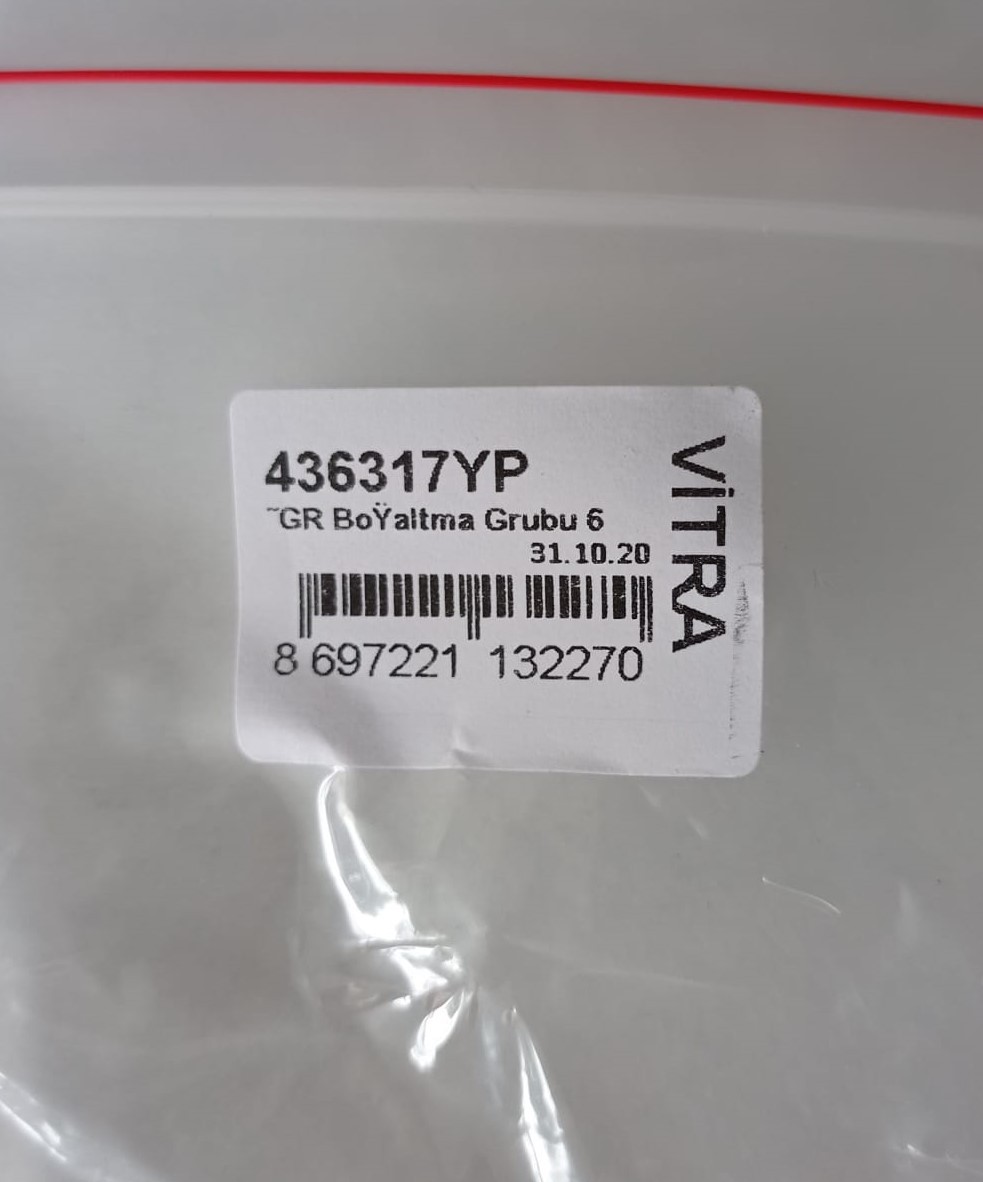 436317YP
˜GR BoŸaltma Grubu 6
31.10.20
8 697221 132270
VİTRA